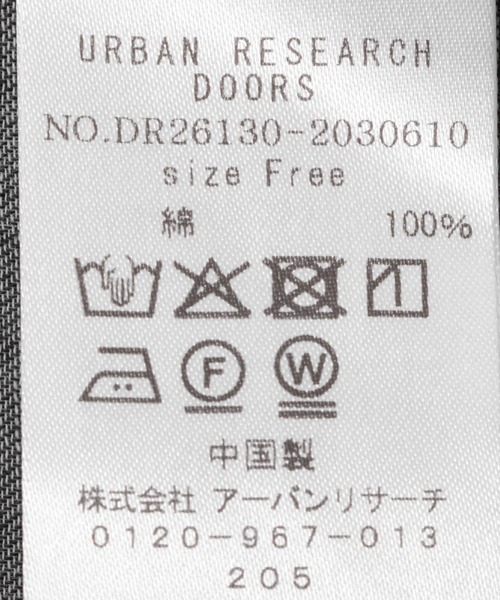 URBAN RESEARCH
DOORS
NO.DR26130-2030610
size Free
綿 100%
F W
中国製
株式会社 アーバンリサーチ
0120-967-013
205